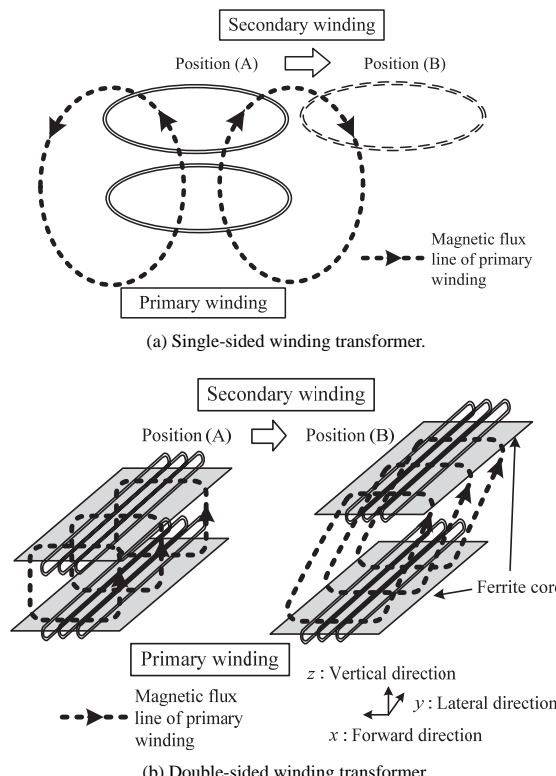 Secondary winding
Position (A)
Position (B)
Magnetic flux
line of primary
winding
Primary winding
(a) Single-sided winding transformer.
Secondary winding
Position (A)
Position (B)
Ferrite core
Primary winding
Magnetic flux
line of primary
winding
z : Vertical direction
y : Lateral direction
x : Forward direction
(b) Double-sided winding transformer